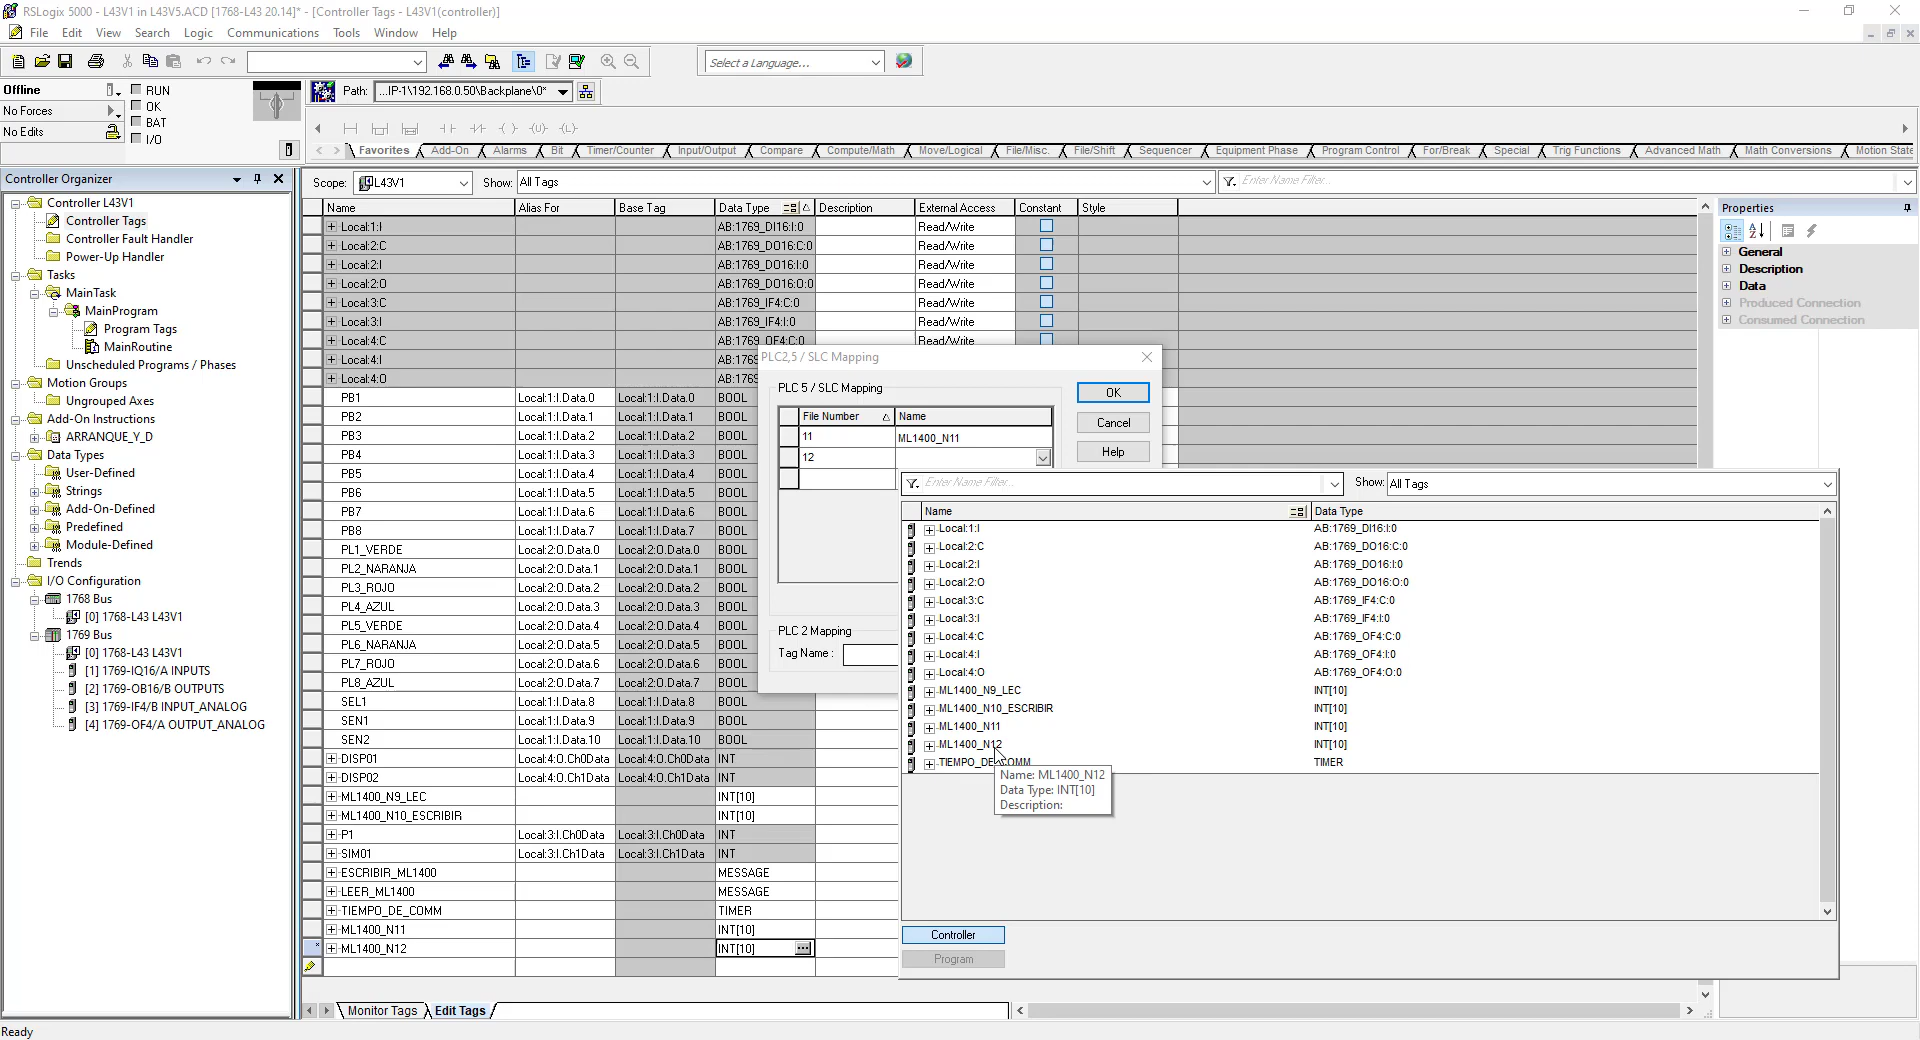 RSLogix 5000 - L43V1 in L43V5.ACD [1768-L43 20.14]* - [Controller Tags - L43V1(controller)]
File Edit View Search Logic Communications Tools Window Help
Select a Language...
Offline
No Forces
No Edits
RUN
OK
BAT
I/O
Path: ...IP-1\192.168.0.50\Backplane\0*
Favorites Add-On Alarms Bit Timer/Counter Input/Output Compare Compute/Math Move/Logical File/Misc. File/Shift Sequencer Equipment Phase Program Control For/Break Special Trig Functions Advanced Math Math Conversions Motion State
Controller Organizer
Controller L43V1
Controller Tags
Controller Fault Handler
Power-Up Handler
Tasks
MainTask
MainProgram
Program Tags
MainRoutine
Unscheduled Programs / Phases
Motion Groups
Ungrouped Axes
Add-On Instructions
ARRANQUE_Y_D
Data Types
User-Defined
Strings
Add-On-Defined
Predefined
Module-Defined
Trends
I/O Configuration
1768 Bus
[0] 1768-L43 L43V1
1769 Bus
[0] 1768-L43 L43V1
[1] 1769-IQ16/A INPUTS
[2] 1769-OB16/B OUTPUTS
[3] 1769-IF4/B INPUT_ANALOG
[4] 1769-OF4/A OUTPUT_ANALOG
Scope: L43V1 Show: All Tags Enter Name Filter...
Name Alias For Base Tag Data Type Description External Access Constant Style
Local:1:I AB:1769_DI16:I:0 Read/Write
Local:2:C AB:1769_DO16:C:0 Read/Write
Local:2:I AB:1769_DO16:I:0 Read/Write
Local:2:O AB:1769_DO16:O:0 Read/Write
Local:3:C AB:1769_IF4:C:0 Read/Write
Local:3:I AB:1769_IF4:I:0 Read/Write
Local:4:C AB:1769_OF4:C:0 Read/Write
Local:4:I AB:1769
Local:4:O AB:1769
PB1 Local:1:I.Data.0 Local:1:I.Data.0 BOOL
PB2 Local:1:I.Data.1 Local:1:I.Data.1 BOOL
PB3 Local:1:I.Data.2 Local:1:I.Data.2 BOOL
PB4 Local:1:I.Data.3 Local:1:I.Data.3 BOOL
PB5 Local:1:I.Data.4 Local:1:I.Data.4 BOOL
PB6 Local:1:I.Data.5 Local:1:I.Data.5 BOOL
PB7 Local:1:I.Data.6 Local:1:I.Data.6 BOOL
PB8 Local:1:I.Data.7 Local:1:I.Data.7 BOOL
PL1_VERDE Local:2:O.Data.0 Local:2:O.Data.0 BOOL
PL2_NARANJA Local:2:O.Data.1 Local:2:O.Data.1 BOOL
PL3_ROJO Local:2:O.Data.2 Local:2:O.Data.2 BOOL
PL4_AZUL Local:2:O.Data.3 Local:2:O.Data.3 BOOL
PL5_VERDE Local:2:O.Data.4 Local:2:O.Data.4 BOOL
PL6_NARANJA Local:2:O.Data.5 Local:2:O.Data.5 BOOL
PL7_ROJO Local:2:O.Data.6 Local:2:O.Data.6 BOOL
PL8_AZUL Local:2:O.Data.7 Local:2:O.Data.7 BOOL
SEL1 Local:1:I.Data.8 Local:1:I.Data.8 BOOL
SEN1 Local:1:I.Data.9 Local:1:I.Data.9 BOOL
SEN2 Local:1:I.Data.10 Local:1:I.Data.10 BOOL
DISP01 Local:4:O.Ch0Data Local:4:O.Ch0Data INT
DISP02 Local:4:O.Ch1Data Local:4:O.Ch1Data INT
ML1400_N9_LEC INT[10]
ML1400_N10_ESCRIBIR INT[10]
P1 Local:3:I.Ch0Data Local:3:I.Ch0Data INT
SIM01 Local:3:I.Ch1Data Local:3:I.Ch1Data INT
ESCRIBIR_ML1400 MESSAGE
LEER_ML1400 MESSAGE
TIEMPO_DE_COMM TIMER
ML1400_N11 INT[10]
ML1400_N12 INT[10]
Monitor Tags Edit Tags
PLC2,5 / SLC Mapping
PLC 5 / SLC Mapping
File Number Name
11 ML1400_N11
12
OK
Cancel
Help
PLC 2 Mapping
Tag Name :
Enter Name Filter... Show: All Tags
Name Data Type
Local:1:I AB:1769_DI16:I:0
Local:2:C AB:1769_DO16:C:0
Local:2:I AB:1769_DO16:I:0
Local:2:O AB:1769_DO16:O:0
Local:3:C AB:1769_IF4:C:0
Local:3:I AB:1769_IF4:I:0
Local:4:C AB:1769_OF4:C:0
Local:4:I AB:1769_OF4:I:0
Local:4:O AB:1769_OF4:O:0
ML1400_N9_LEC INT[10]
ML1400_N10_ESCRIBIR INT[10]
ML1400_N11 INT[10]
ML1400_N12 INT[10]
TIEMPO_DE_COMM TIMER
Name: ML1400_N12
Data Type: INT[10]
Description:
Controller
Program
Properties
General
Description
Data
Produced Connection
Consumed Connection
Ready